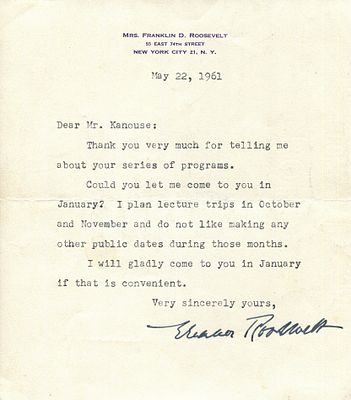 MRS. FRANKLIN D. ROOSEVELT
55 EAST 74TH STREET
NEW YORK CITY 21, N. Y.
May 22, 1961
Dear Mr. Kanouse:
Thank you very much for telling me
about your series of programs.
Could you let me come to you in
January? I plan lecture trips in October
and November and do not like making any
other public dates during those months.
I will gladly come to you in January
if that is convenient.
Very sincerely yours,
Eleanor Roosevelt